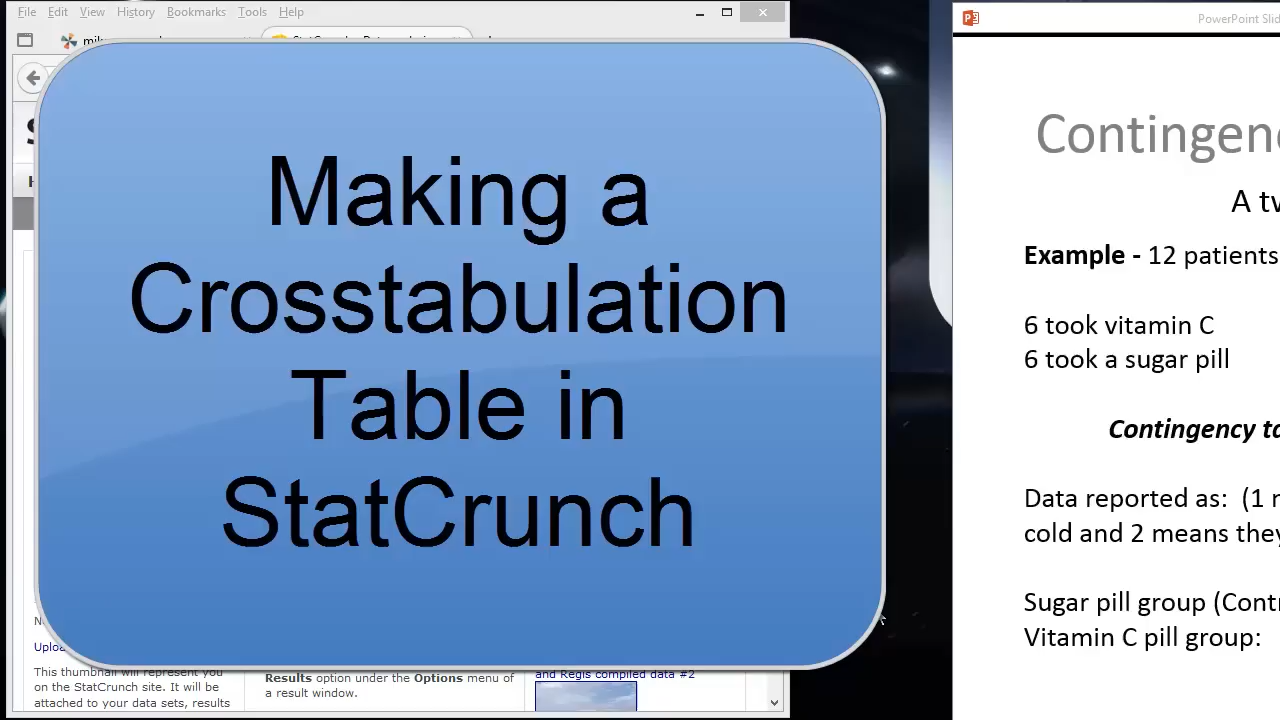 File Edit View History Bookmarks Tools Help
PowerPoint Slid
Making a
Crosstabulation
Table in
StatCrunch
This thumbnail will represent you
on the StatCrunch site. It will be
attached to your data sets, results
Results option under the Options menu of
a result window.
and Regis compiled data #2
Contingenc
A tw
Example - 12 patients
6 took vitamin C
6 took a sugar pill
Contingency ta
Data reported as: (1 m
cold and 2 means they
Sugar pill group (Contr
Vitamin C pill group: